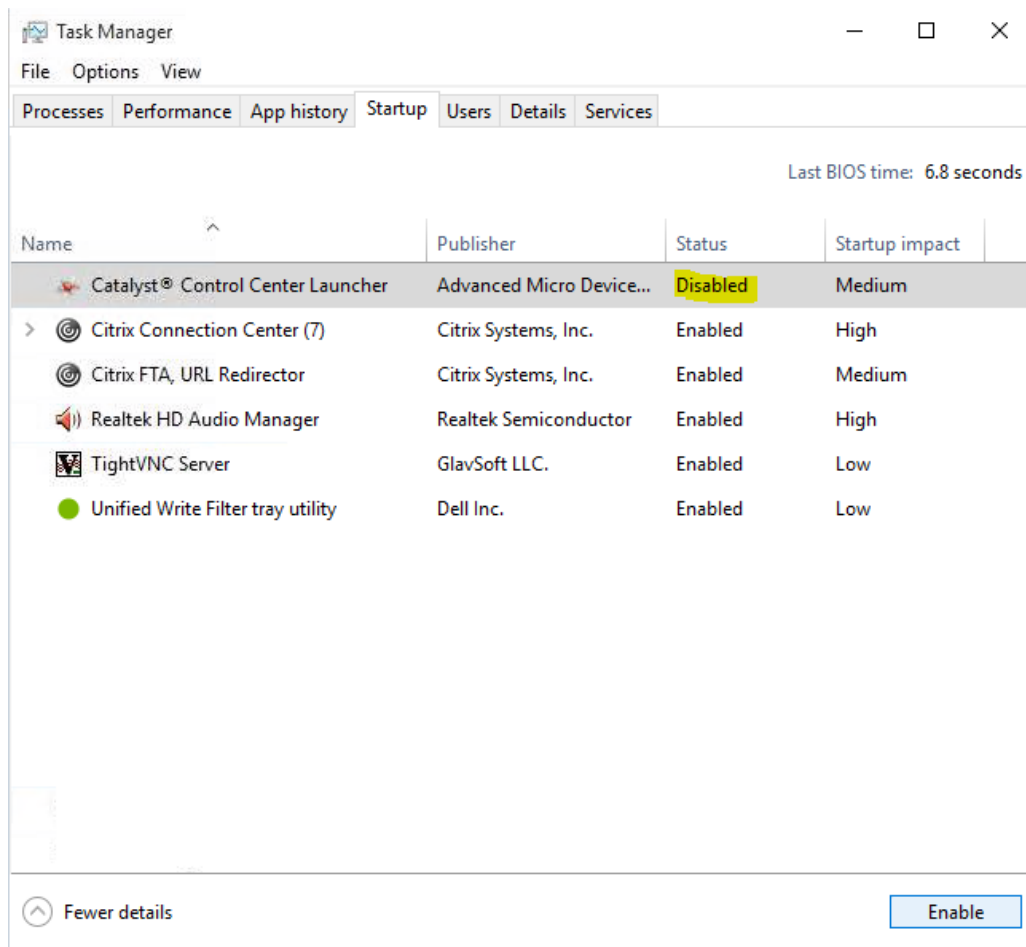 Task Manager
File Options View
Processes Performance App history Startup Users Details Services
Last BIOS time: 6.8 seconds
Name Publisher Status Startup impact
Catalyst® Control Center Launcher Advanced Micro Device... Disabled Medium
Citrix Connection Center (7) Citrix Systems, Inc. Enabled High
Citrix FTA, URL Redirector Citrix Systems, Inc. Enabled Medium
Realtek HD Audio Manager Realtek Semiconductor Enabled High
TightVNC Server GlavSoft LLC. Enabled Low
Unified Write Filter tray utility Dell Inc. Enabled Low
Fewer details Enable